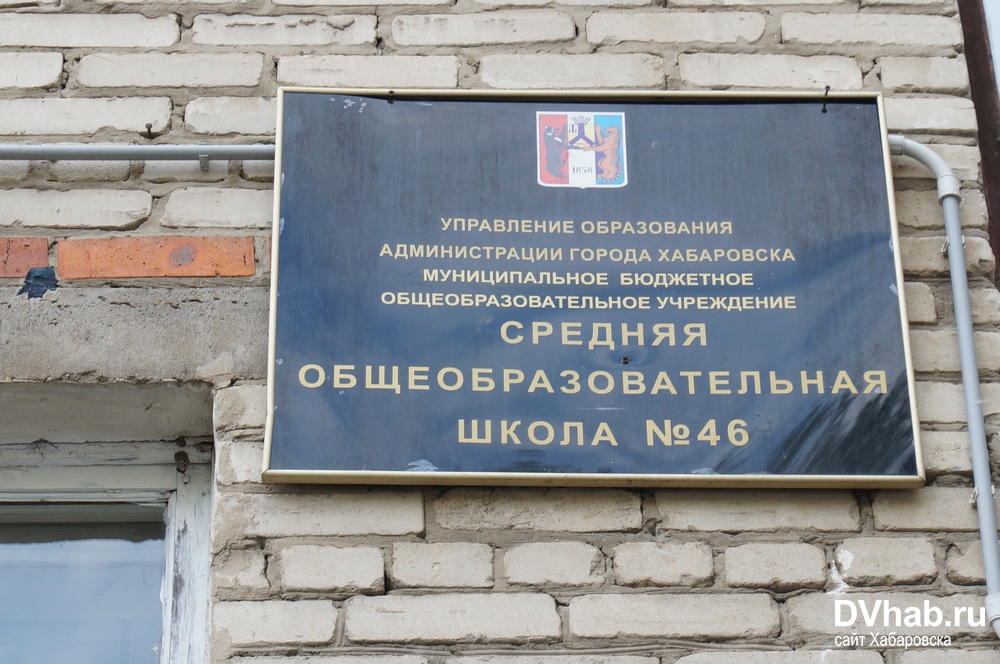 1858
УПРАВЛЕНИЕ ОБРАЗОВАНИЯ
АДМИНИСТРАЦИИ ГОРОДА ХАБАРОВСКА
МУНИЦИПАЛЬНОЕ БЮДЖЕТНОЕ
ОБЩЕОБРАЗОВАТЕЛЬНОЕ УЧРЕЖДЕНИЕ
СРЕДНЯЯ
ОБЩЕОБРАЗОВАТЕЛЬНАЯ
ШКОЛА №46
DVhab.ru
сайт Хабаровска